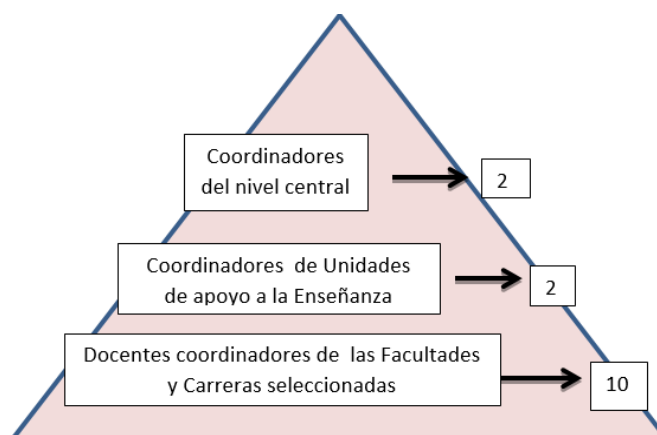 Coordinadores
del nivel central
2
Coordinadores de Unidades
de apoyo a la Enseñanza
2
Docentes coordinadores de las Facultades
y Carreras seleccionadas
10